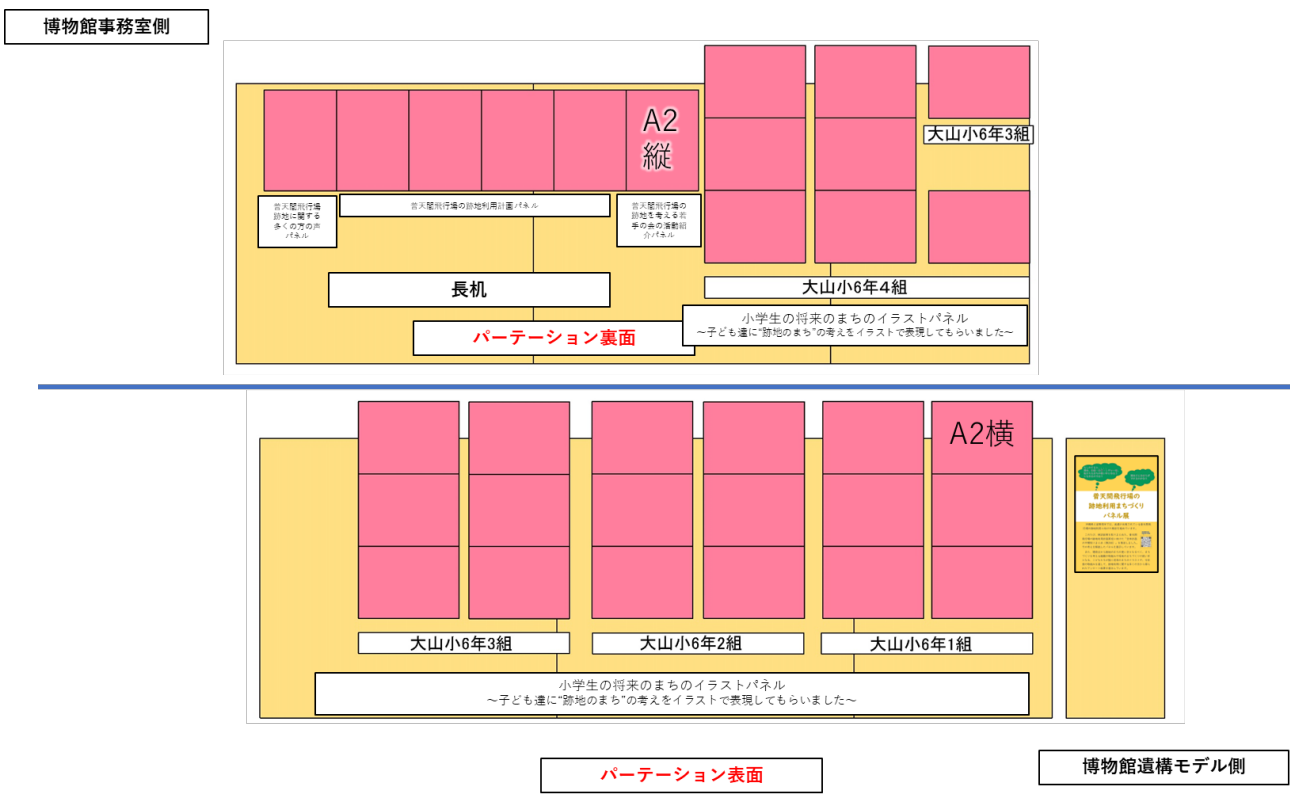 博物館事務室側
A2
縦
大山小6年3組
普天間飛行場
跡地に関する
多くの方の声
パネル
普天間飛行場の跡地利用計画パネル
普天間飛行場の
跡地を考える若
手の会の活動紹
介パネル
長机
大山小6年4組
パーテーション裏面
小学生の将来のまちのイラストパネル
～子ども達に“跡地のまち”の考えをイラストで表現してもらいました～
A2横
普天間飛行場の
跡地利用まちづくり
パネル展
大山小6年3組
大山小6年2組
大山小6年1組
小学生の将来のまちのイラストパネル
～子ども達に“跡地のまち”の考えをイラストで表現してもらいました～
パーテーション表面
博物館遺構モデル側